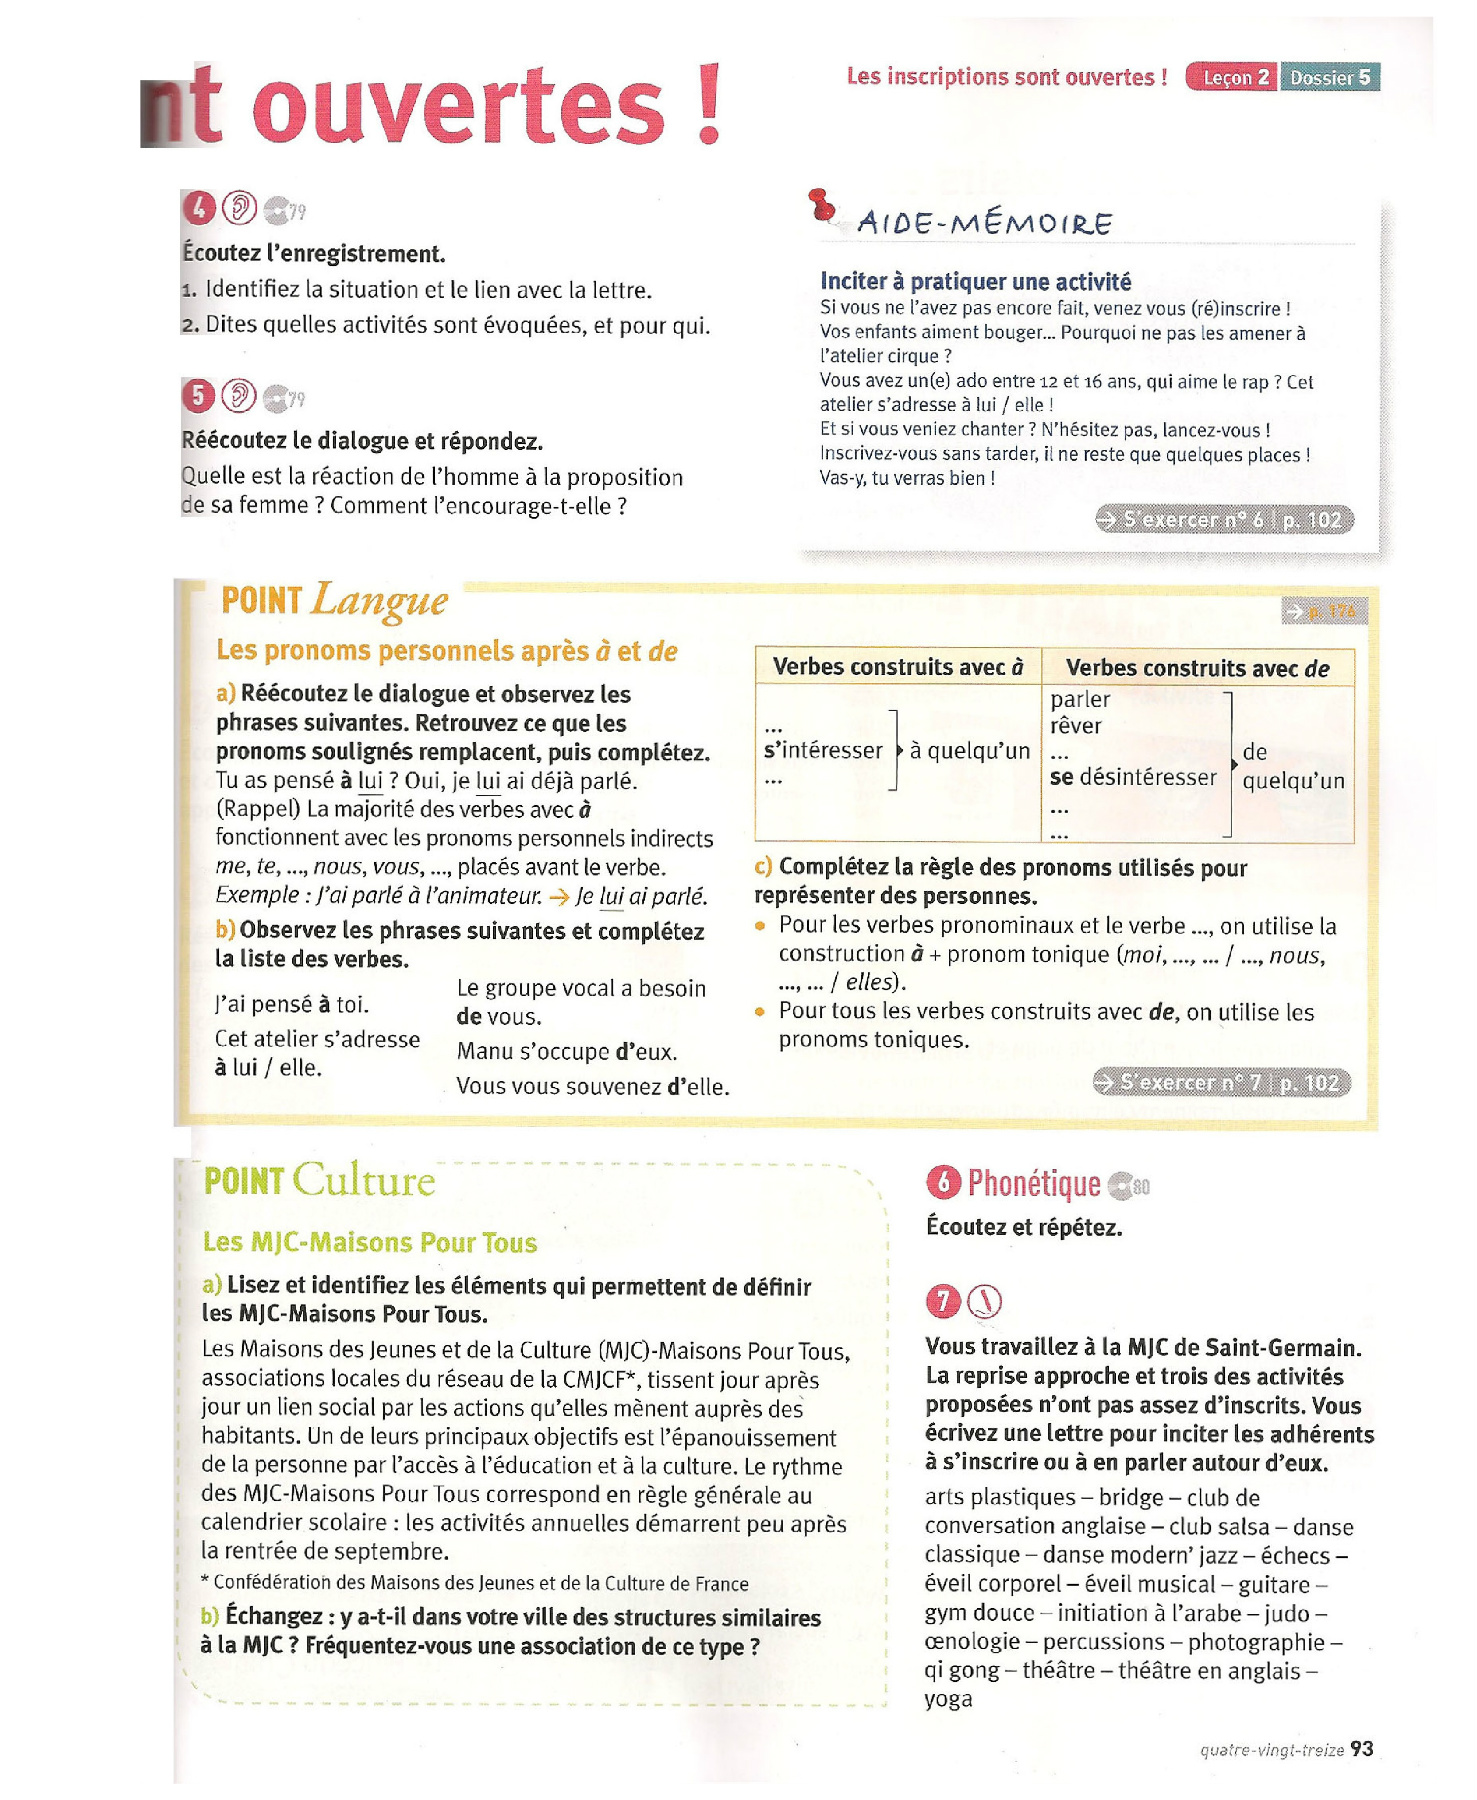 nt ouvertes !
Les inscriptions sont ouvertes ! Leçon 2 Dossier 5
4 79
Écoutez l'enregistrement.
1. Identifiez la situation et le lien avec la lettre.
2. Dites quelles activités sont évoquées, et pour qui.
5 79
Réécoutez le dialogue et répondez.
Quelle est la réaction de l'homme à la proposition
de sa femme ? Comment l'encourage-t-elle ?
AIDE-MÉMOIRE
Inciter à pratiquer une activité
Si vous ne l'avez pas encore fait, venez vous (ré)inscrire !
Vos enfants aiment bouger... Pourquoi ne pas les amener à
l'atelier cirque ?
Vous avez un(e) ado entre 12 et 16 ans, qui aime le rap ? Cet
atelier s'adresse à lui / elle !
Et si vous veniez chanter ? N'hésitez pas, lancez-vous !
Inscrivez-vous sans tarder, il ne reste que quelques places !
Vas-y, tu verras bien !
→ S'exercer n° 6 | p. 102
POINT Langue
→ p. 176
Les pronoms personnels après à et de
a) Réécoutez le dialogue et observez les
phrases suivantes. Retrouvez ce que les
pronoms soulignés remplacent, puis complétez.
Tu as pensé à lui ? Oui, je lui ai déjà parlé.
(Rappel) La majorité des verbes avec à
fonctionnent avec les pronoms personnels indirects
me, te, ..., nous, vous, ..., placés avant le verbe.
Exemple : J'ai parlé à l'animateur. → Je lui ai parlé.
b) Observez les phrases suivantes et complétez
la liste des verbes.
J'ai pensé à toi.
Cet atelier s'adresse
à lui / elle.
Le groupe vocal a besoin
de vous.
Manu s'occupe d'eux.
Vous vous souvenez d'elle.
Verbes construits avec à
...
s'intéresser à quelqu'un
...
Verbes construits avec de
parler
rêver
...
se désintéresser
...
...
de
quelqu'un
c) Complétez la règle des pronoms utilisés pour
représenter des personnes.
• Pour les verbes pronominaux et le verbe ..., on utilise la
construction à + pronom tonique (moi, ..., ... / ..., nous,
..., ... / elles).
• Pour tous les verbes construits avec de, on utilise les
pronoms toniques.
→ S'exercer n° 7 | p. 102
POINT Culture
Les MJC-Maisons Pour Tous
a) Lisez et identifiez les éléments qui permettent de définir
les MJC-Maisons Pour Tous.
Les Maisons des Jeunes et de la Culture (MJC)-Maisons Pour Tous,
associations locales du réseau de la CMJCF*, tissent jour après
jour un lien social par les actions qu'elles mènent auprès des
habitants. Un de leurs principaux objectifs est l'épanouissement
de la personne par l'accès à l'éducation et à la culture. Le rythme
des MJC-Maisons Pour Tous correspond en règle générale au
calendrier scolaire : les activités annuelles démarrent peu après
la rentrée de septembre.
* Confédération des Maisons des Jeunes et de la Culture de France
b) Échangez : y a-t-il dans votre ville des structures similaires
à la MJC ? Fréquentez-vous une association de ce type ?
6 Phonétique 80
Écoutez et répétez.
7
Vous travaillez à la MJC de Saint-Germain.
La reprise approche et trois des activités
proposées n'ont pas assez d'inscrits. Vous
écrivez une lettre pour inciter les adhérents
à s'inscrire ou à en parler autour d'eux.
arts plastiques – bridge – club de
conversation anglaise – club salsa – danse
classique – danse modern' jazz – échecs –
éveil corporel – éveil musical – guitare –
gym douce – initiation à l'arabe – judo –
œnologie – percussions – photographie –
qi gong – théâtre – théâtre en anglais –
yoga
quatre-vingt-treize 93